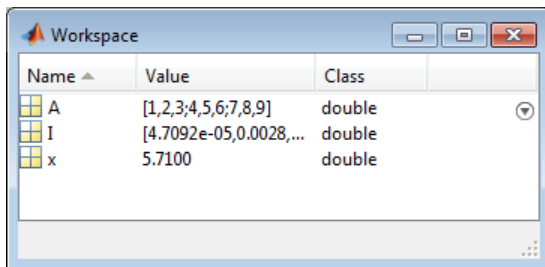 Workspace
Name Value Class
A [1,2,3;4,5,6;7,8,9] double
I [4.7092e-05,0.0028,... double
x 5.7100 double